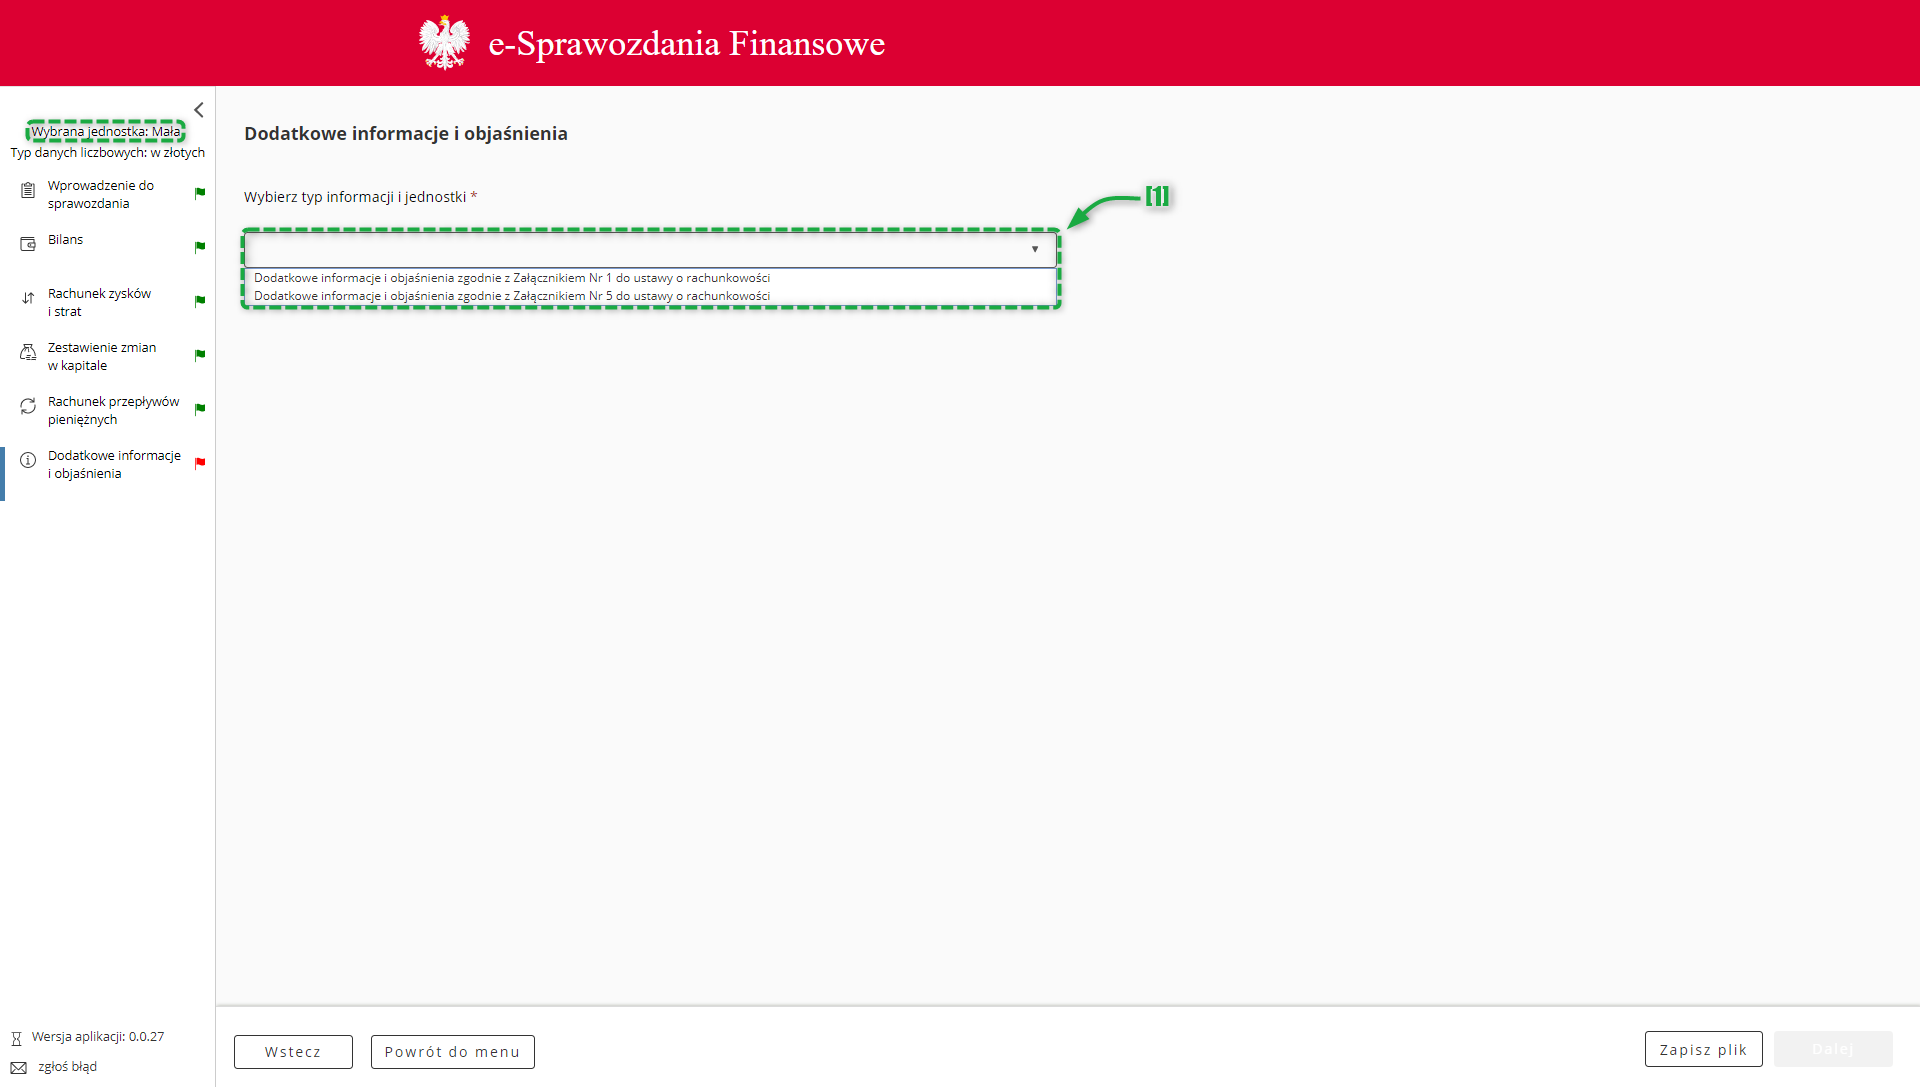 e-Sprawozdania Finansowe
Wybrana jednostka: Mała
Typ danych liczbowych: w złotych
Wprowadzenie do
sprawozdania
Bilans
Rachunek zysków
i strat
Zestawienie zmian
w kapitale
Rachunek przepływów
pieniężnych
Dodatkowe informacje
i objaśnienia
Wersja aplikacji: 0.0.27
zgłoś błąd
Dodatkowe informacje i objaśnienia
Wybierz typ informacji i jednostki *
[1]
Dodatkowe informacje i objaśnienia zgodnie z Załącznikiem Nr 1 do ustawy o rachunkowości
Dodatkowe informacje i objaśnienia zgodnie z Załącznikiem Nr 5 do ustawy o rachunkowości
Wstecz
Powrót do menu
Zapisz plik
Dalej